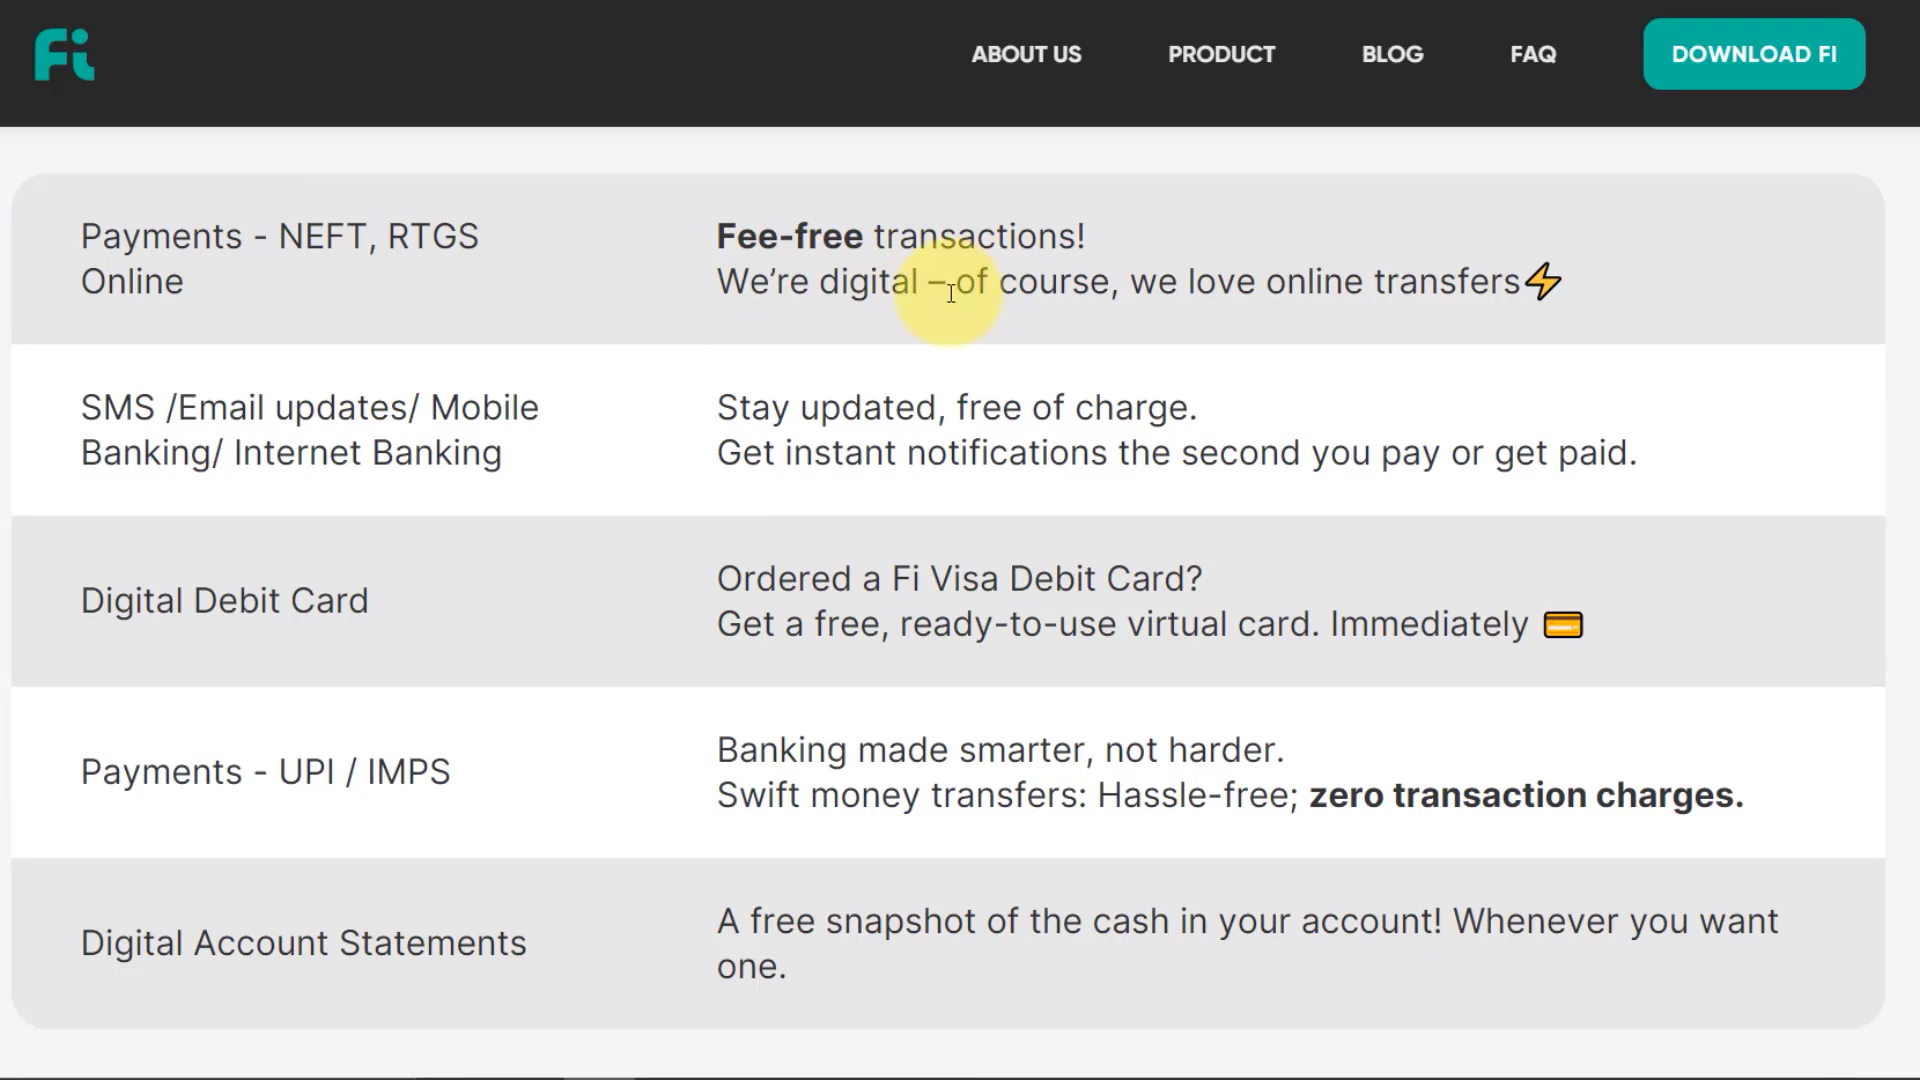 Fi
ABOUT US
PRODUCT
BLOG
FAQ
DOWNLOAD FI
Payments - NEFT, RTGS
Online
Fee-free transactions!
We’re digital – of course, we love online transfers⚡
SMS /Email updates/ Mobile
Banking/ Internet Banking
Stay updated, free of charge.
Get instant notifications the second you pay or get paid.
Digital Debit Card
Ordered a Fi Visa Debit Card?
Get a free, ready-to-use virtual card. Immediately 💳
Payments - UPI / IMPS
Banking made smarter, not harder.
Swift money transfers: Hassle-free; zero transaction charges.
Digital Account Statements
A free snapshot of the cash in your account! Whenever you want
one.